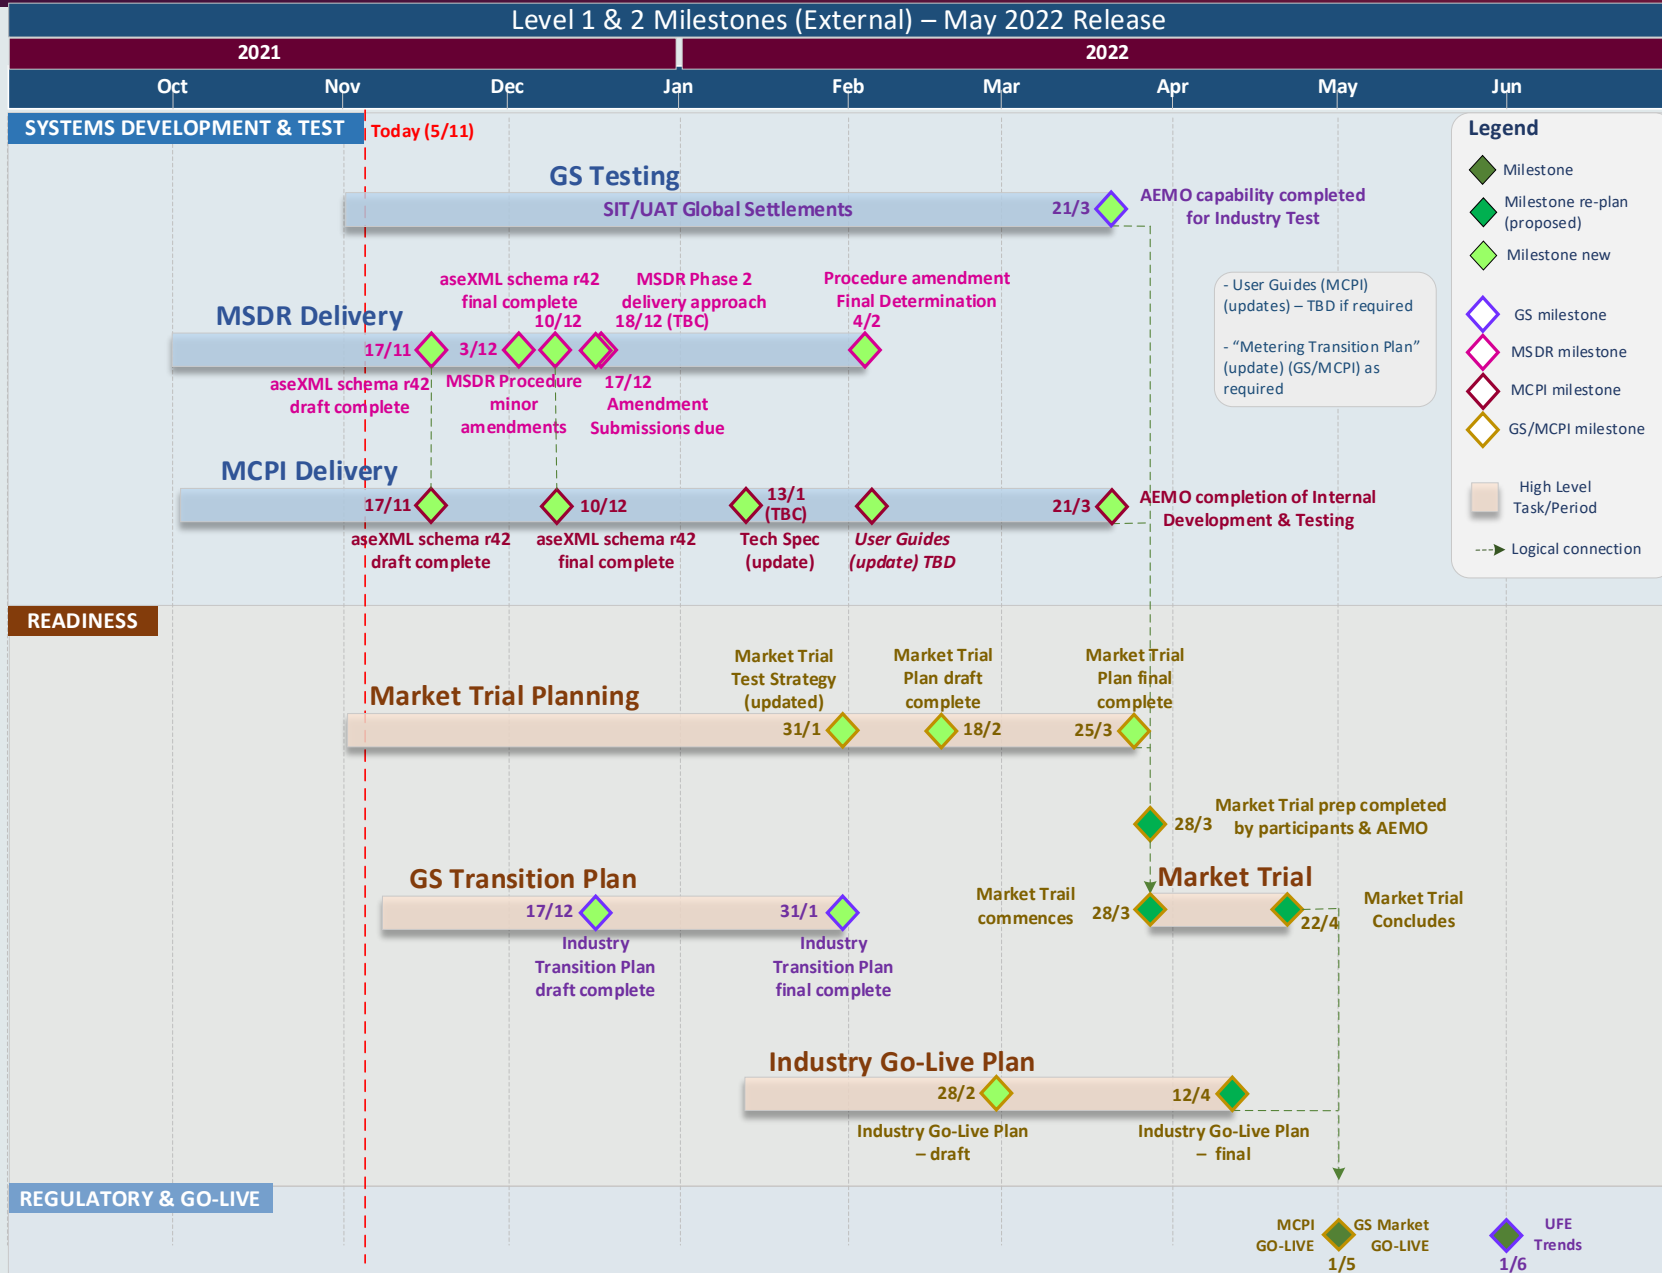 Level 1 & 2 Milestones (External) – May 2022 Release
2021
2022
Oct
Nov
Dec
Jan
Feb
Mar
Apr
May
Jun
SYSTEMS DEVELOPMENT & TEST
Today (5/11)
GS Testing
SIT/UAT Global Settlements
21/3
AEMO capability completed
for Industry Test
MSDR Delivery
aseXML schema r42
final complete
10/12
MSDR Phase 2
delivery approach
18/12 (TBC)
Procedure amendment
Final Determination
4/2
17/11
3/12
aseXML schema r42
draft complete
MSDR Procedure
minor
amendments
17/12
Amendment
Submissions due
MCPI Delivery
17/11
10/12
13/1
(TBC)
21/3
AEMO completion of Internal
Development & Testing
aseXML schema r42
draft complete
aseXML schema r42
final complete
Tech Spec
(update)
User Guides
(update) TBD
- User Guides (MCPI)
(updates) – TBD if required
- “Metering Transition Plan”
(update) (GS/MCPI) as
required
Legend
Milestone
Milestone re-plan
(proposed)
Milestone new
GS milestone
MSDR milestone
MCPI milestone
GS/MCPI milestone
High Level
Task/Period
Logical connection
READINESS
Market Trial Planning
Market Trial
Test Strategy
(updated)
31/1
Market Trial
Plan draft
complete
18/2
Market Trial
Plan final
complete
25/3
28/3
Market Trial prep completed
by participants & AEMO
GS Transition Plan
17/12
31/1
Industry
Transition Plan
draft complete
Industry
Transition Plan
final complete
Market Trial
Market Trail
commences
28/3
22/4
Market Trial
Concludes
Industry Go-Live Plan
28/2
12/4
Industry Go-Live Plan
– draft
Industry Go-Live Plan
– final
REGULATORY & GO-LIVE
MCPI
GO-LIVE
GS Market
GO-LIVE
1/5
UFE
Trends
1/6